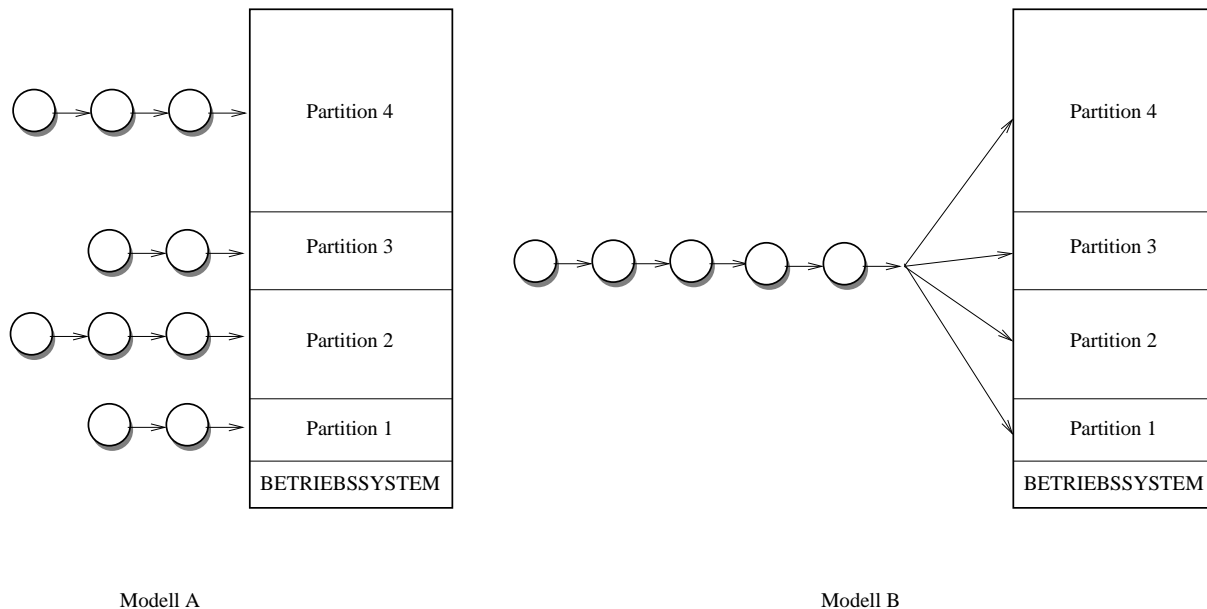 Partition 4
Partition 3
Partition 2
Partition 1
BETRIEBSSYSTEM
Modell A
Partition 4
Partition 3
Partition 2
Partition 1
BETRIEBSSYSTEM
Modell B